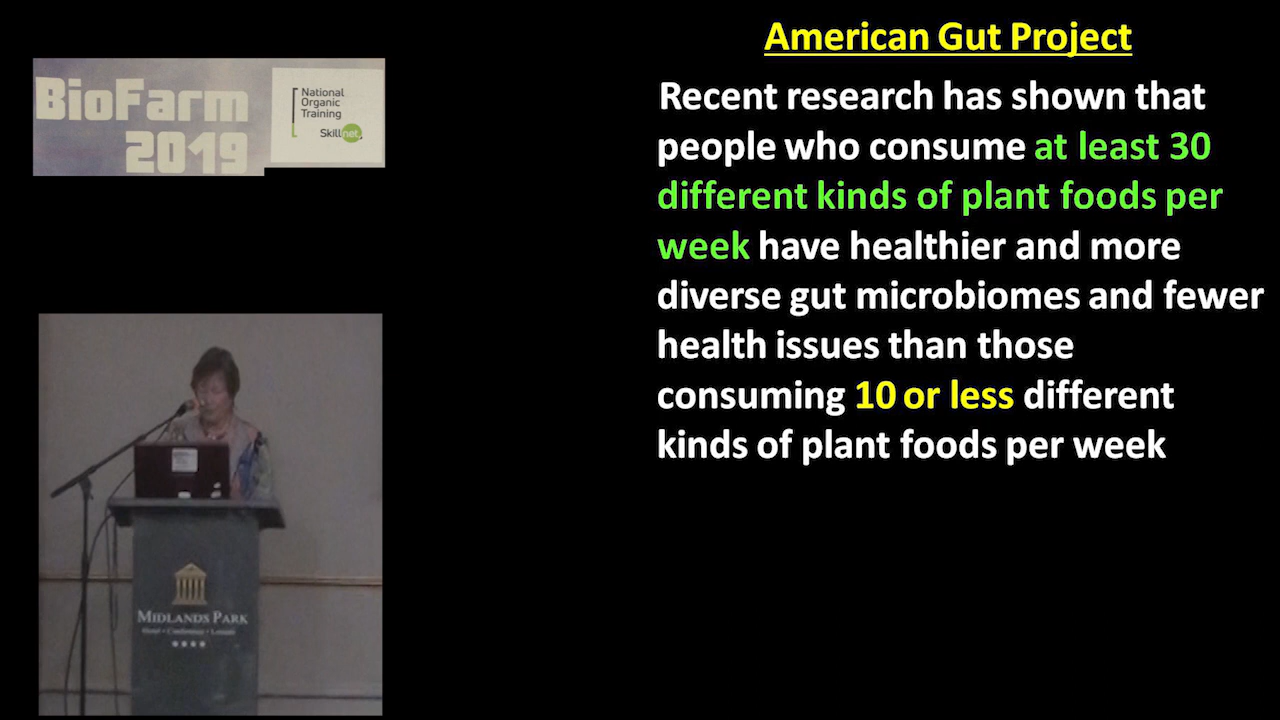 American Gut Project
Recent research has shown that
people who consume at least 30
different kinds of plant foods per
week have healthier and more
diverse gut microbiomes and fewer
health issues than those
consuming 10 or less different
kinds of plant foods per week
BioFarm
2019
National
Organic
Training
Skillnet
MIDLANDS PARK
Hotel • Conference • Leisure